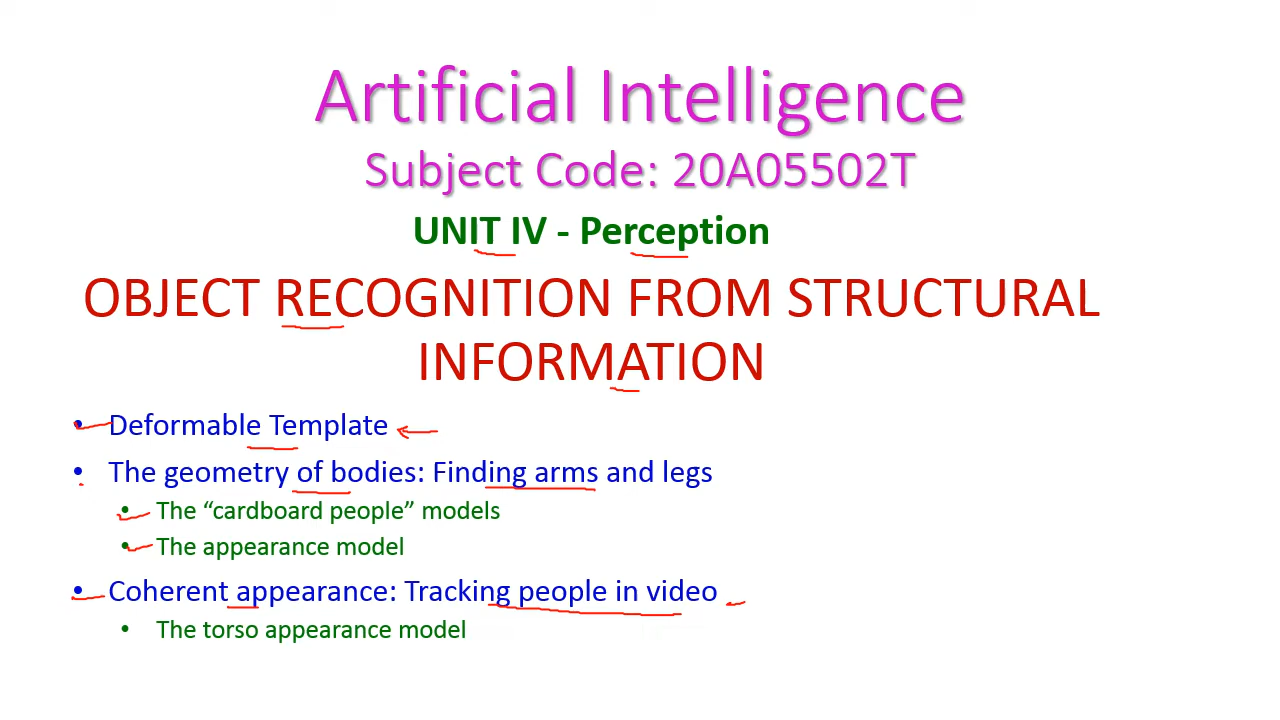 Artificial Intelligence
Subject Code: 20A05502T
UNIT IV - Perception
OBJECT RECOGNITION FROM STRUCTURAL
INFORMATION
• Deformable Template
• The geometry of bodies: Finding arms and legs
• The “cardboard people” models
• The appearance model
• Coherent appearance: Tracking people in video
• The torso appearance model